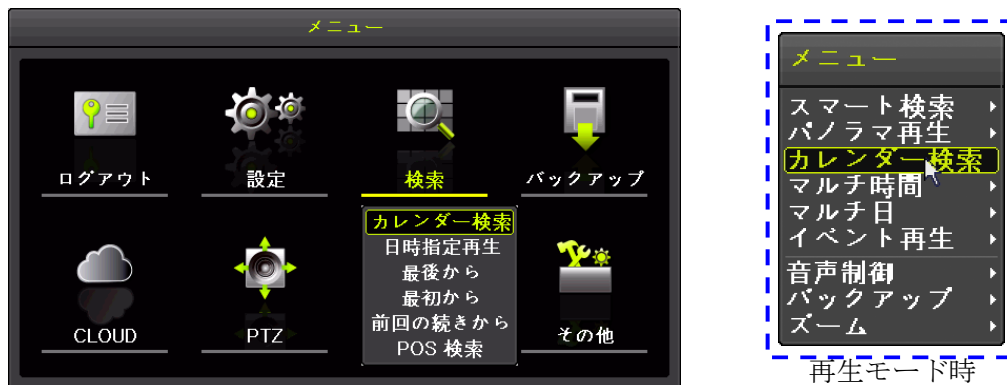 メニュー
ログアウト
設定
検索
バックアップ
カレンダー検索
日時指定再生
最後から
最初から
前回の続きから
POS 検索
CLOUD
PTZ
その他
メニュー
スマート検索
パノラマ再生
カレンダー検索
マルチ時間
マルチ日
イベント再生
音声制御
バックアップ
ズーム
再生モード時